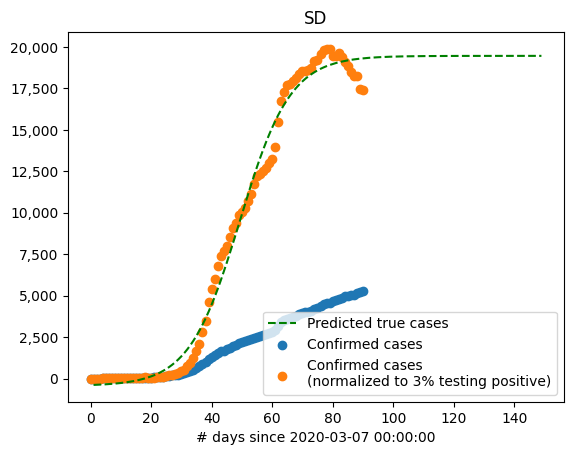 SD
20,000
17,500
15,000
12,500
10,000
7,500
5,000
2,500
0
Predicted true cases
Confirmed cases
Confirmed cases
(normalized to 3% testing positive)
0 20 40 60 80 100 120 140
# days since 2020-03-07 00:00:00